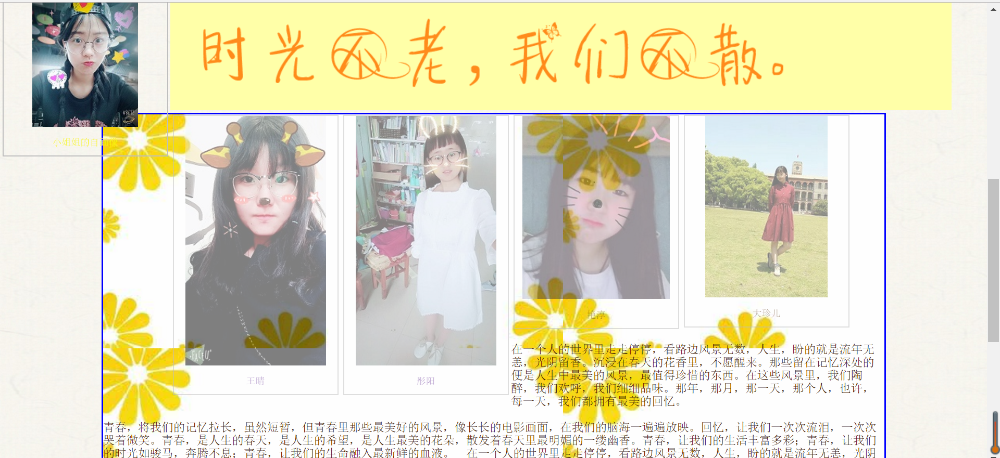 时光不老，我们不散。
小姐姐的自画像
王晴
彤阳
艳淳
大珍儿
FACEU
在一个人的世界里走走停停，看路边风景无数，人生，盼的就是流年无
恙，光阴留香。沉浸在春天的花香里，不愿醒来。那些留在记忆深处的
便是人生中最美的风景，最值得珍惜的东西。在这些风景里，我们陶
醉，我们欢呼，我们细细品味。那年，那月，那一天，那个人，也许，
每一天，我们都拥有最美的回忆。
青春，将我们的记忆拉长，虽然短暂，但青春里那些最美好的风景，像长长的电影画面，在我们的脑海一遍遍放映。回忆，让我们一次次流泪，一次次
哭着微笑。青春，是人生的春天，是人生的希望，是人生最美的花朵，散发着春天里最明媚的一缕幽香。青春，让我们的生活丰富多彩；青春，让我们
的时光如骏马，奔腾不息；青春，让我们的生命融入最新鲜的血液。　在一个人的世界里走走停停，看路边风景无数，人生，盼的就是流年无恙，光阴